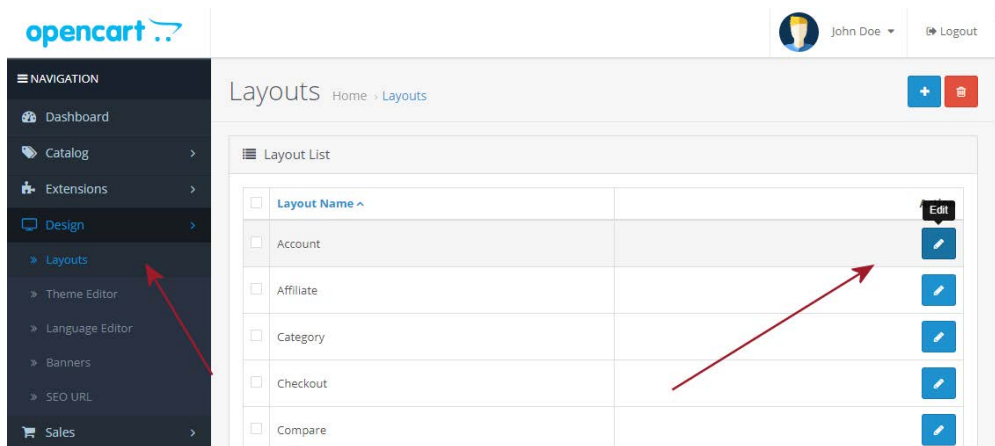 opencart
John Doe
Logout
NAVIGATION
Dashboard
Catalog
Extensions
Design
Layouts
Theme Editor
Language Editor
Banners
SEO URL
Sales
Layouts Home › Layouts
Layout List
Layout Name
Edit
Account
Affiliate
Category
Checkout
Compare